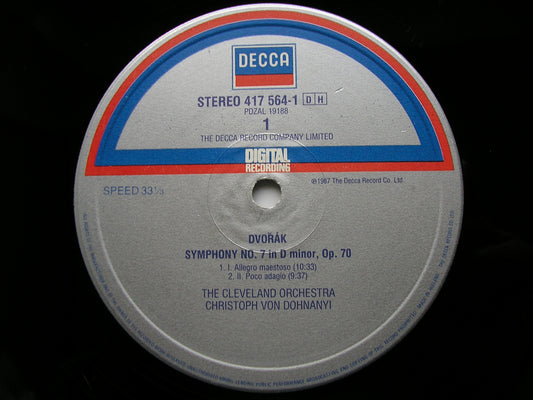 DECCA
STEREO 417 564-1 DH
PDZAL 19188
1
THE DECCA RECORD COMPANY LIMITED
DIGITAL
RECORDING
SPEED 33⅓
℗1987 The Decca Record Co. Ltd.
DVOŘÁK
SYMPHONY NO. 7 in D minor, Op. 70
1. I. Allegro maestoso (10:33)
2. II. Poco adagio (9:37)
THE CLEVELAND ORCHESTRA
CHRISTOPH VON DOHNANYI